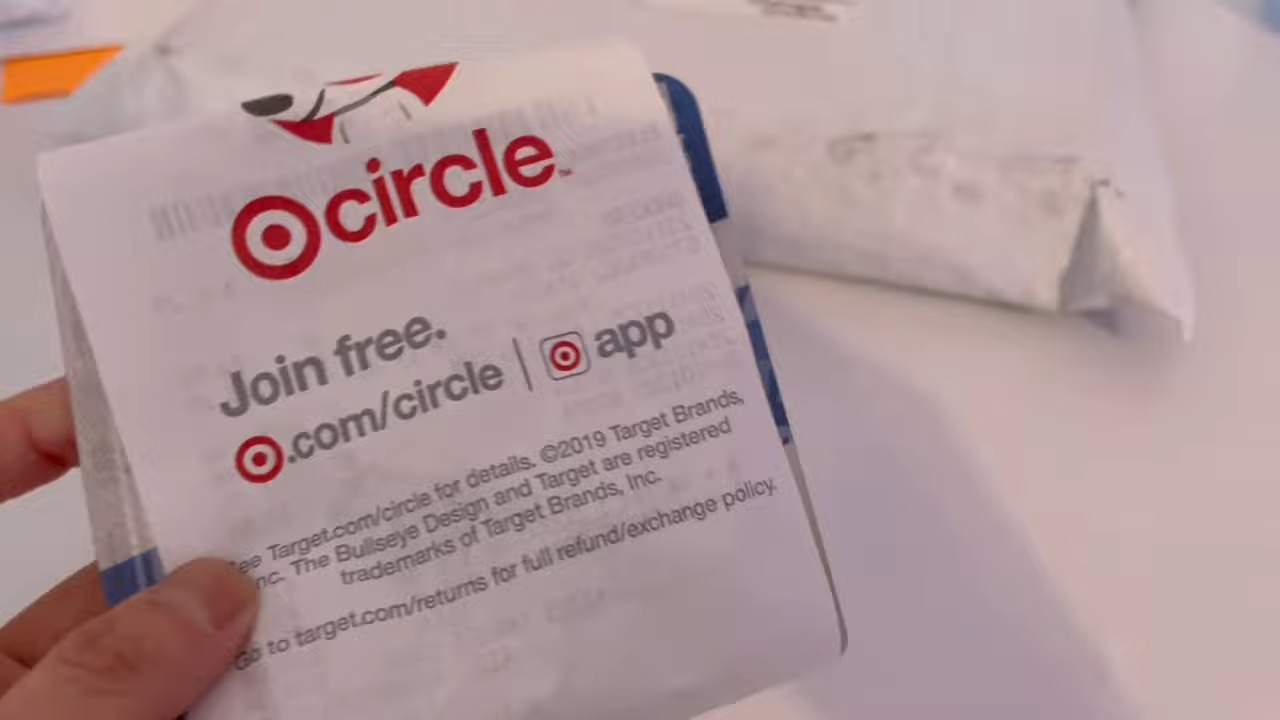 circle™
Join free.
.com/circle | app
See Target.com/circle for details. ©2019 Target Brands,
Inc. The Bullseye Design and Target are registered
trademarks of Target Brands, Inc.
Go to target.com/returns for full refund/exchange policy.